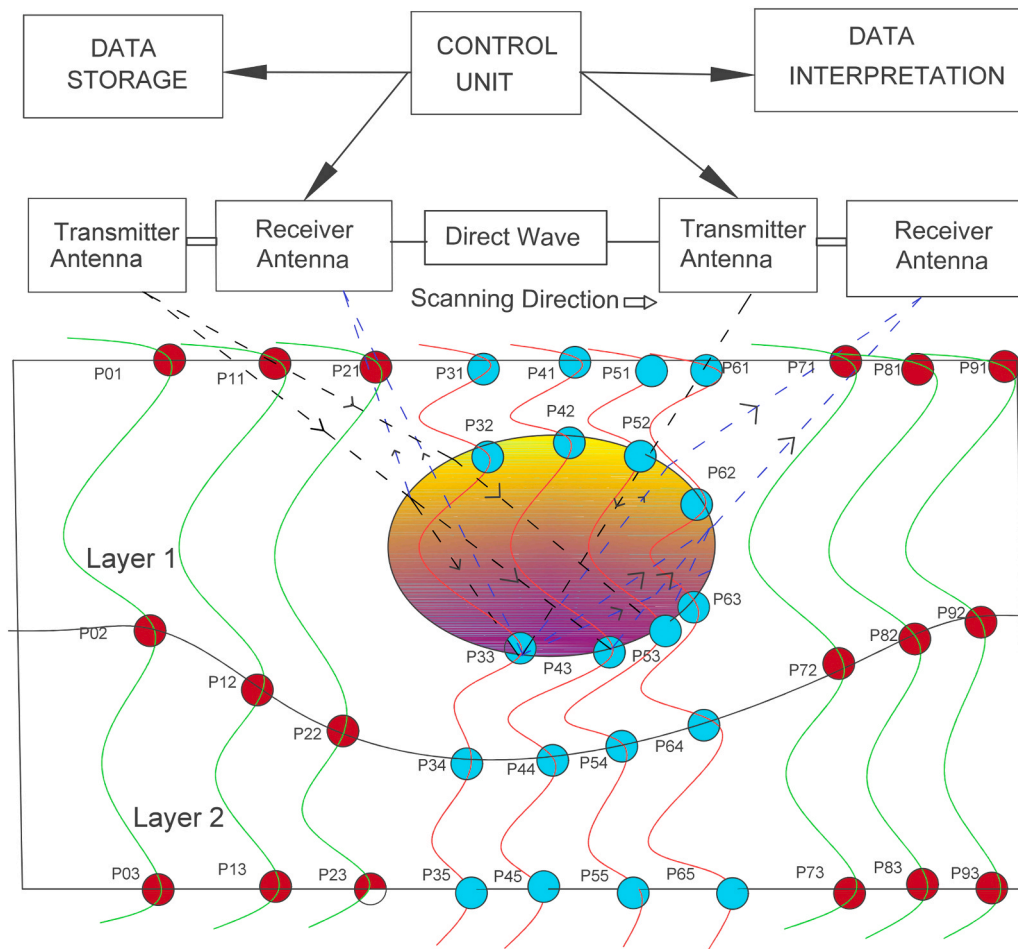 DATA
STORAGE
CONTROL
UNIT
DATA
INTERPRETATION
Transmitter
Antenna
Receiver
Antenna
Direct Wave
Transmitter
Antenna
Receiver
Antenna
Scanning Direction
P01
P11
P21
P31
P41
P51
P61
P71
P81
P91
P32
P42
P52
P62
Layer 1
P02
P12
P22
P33
P43
P53
P63
P72
P82
P92
P34
P44
P54
P64
Layer 2
P03
P13
P23
P35
P45
P55
P65
P73
P83
P93